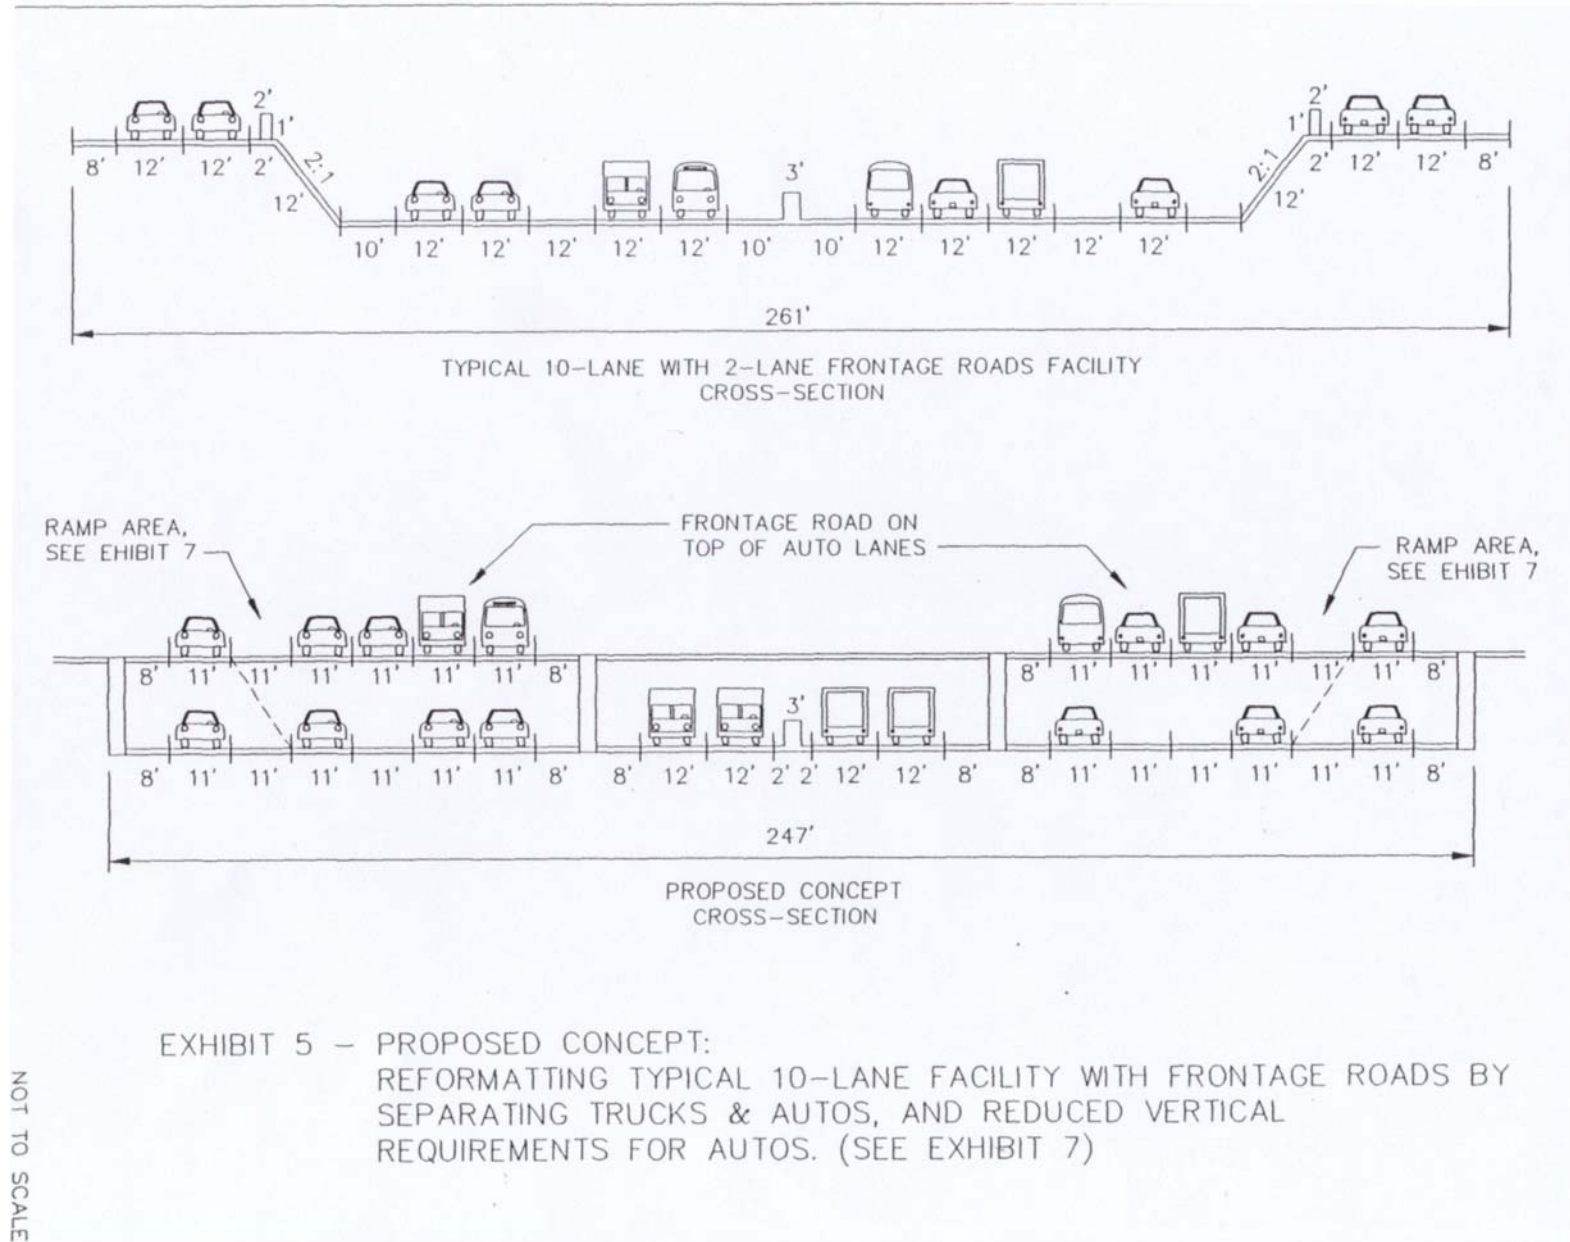 2' 2'
1' 1'
8' 12' 12' 2' 2:1 2:1 2' 12' 12' 8'
12' 3' 12'
10' 12' 12' 12' 12' 12' 10' 10' 12' 12' 12' 12' 12'
261'
TYPICAL 10-LANE WITH 2-LANE FRONTAGE ROADS FACILITY
CROSS-SECTION
RAMP AREA,
SEE EHIBIT 7
FRONTAGE ROAD ON
TOP OF AUTO LANES
RAMP AREA,
SEE EHIBIT 7
8' 11' 11' 11' 11' 11' 11' 8' 8' 11' 11' 11' 11' 11' 11' 8'
3'
8' 11' 11' 11' 11' 11' 11' 8' 8' 12' 12' 2' 2' 12' 12' 8' 8' 11' 11' 11' 11' 11' 11' 8'
247'
PROPOSED CONCEPT
CROSS-SECTION
EXHIBIT 5 - PROPOSED CONCEPT:
REFORMATTING TYPICAL 10-LANE FACILITY WITH FRONTAGE ROADS BY
SEPARATING TRUCKS & AUTOS, AND REDUCED VERTICAL
REQUIREMENTS FOR AUTOS. (SEE EXHIBIT 7)
NOT TO SCALE